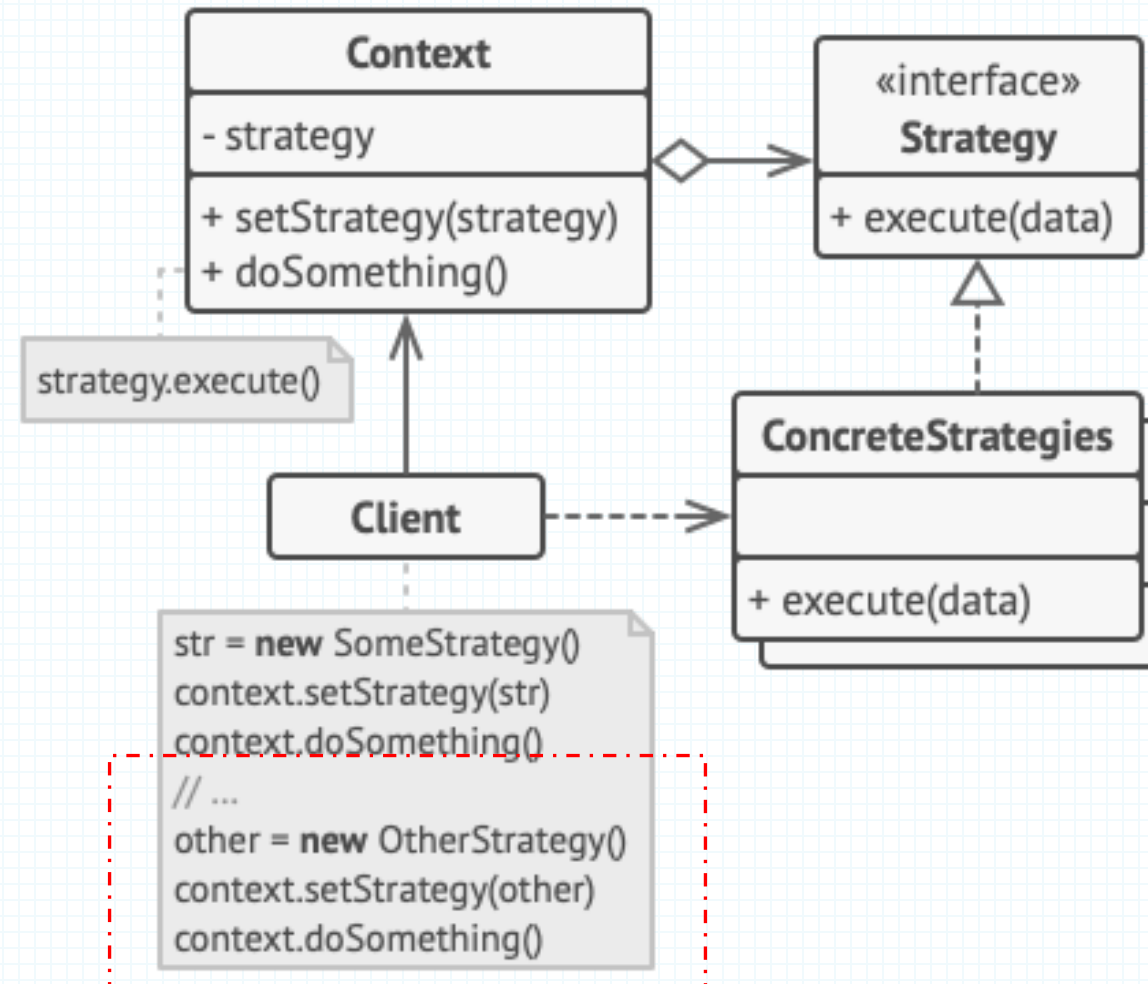 Context
- strategy
+ setStrategy(strategy)
+ doSomething()
«interface»
Strategy
+ execute(data)
strategy.execute()
Client
ConcreteStrategies
+ execute(data)
str = new SomeStrategy()
context.setStrategy(str)
context.doSomething()
// ...
other = new OtherStrategy()
context.setStrategy(other)
context.doSomething()